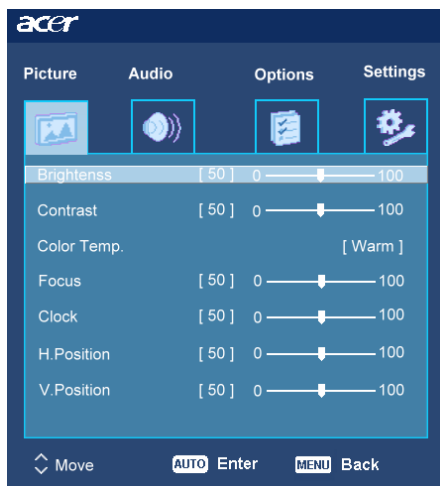 acer
Picture Audio Options Settings
Brightenss [ 50 ] 0 100
Contrast [ 50 ] 0 100
Color Temp. [ Warm ]
Focus [ 50 ] 0 100
Clock [ 50 ] 0 100
H.Position [ 50 ] 0 100
V.Position [ 50 ] 0 100
Move AUTO Enter MENU Back